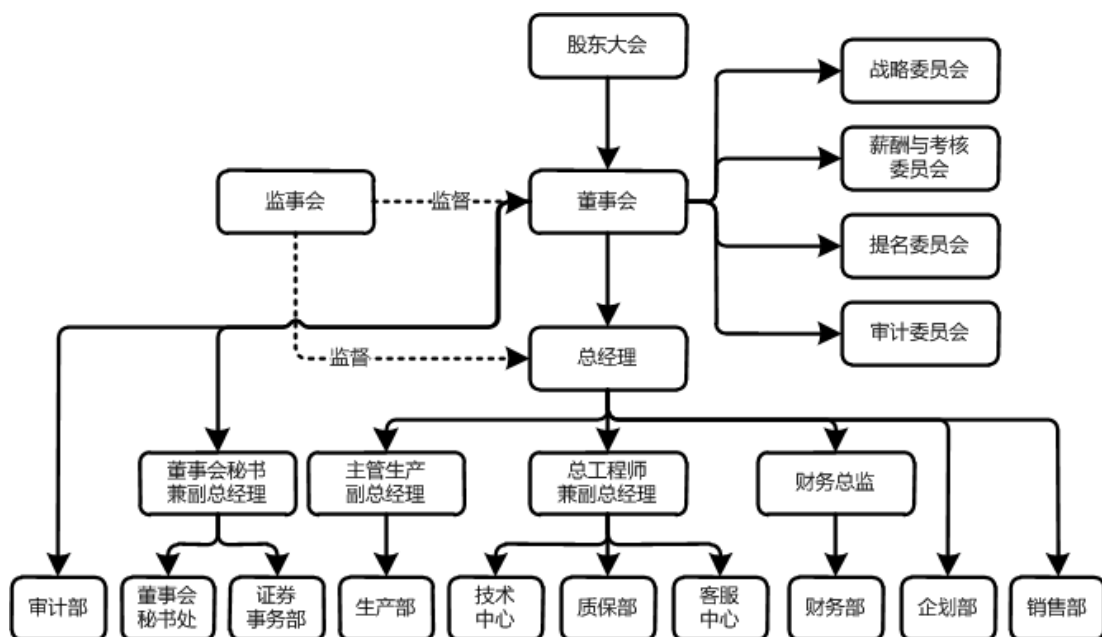 股东大会
战略委员会
薪酬与考核
委员会
监事会
监督
董事会
提名委员会
审计委员会
监督
总经理
董事会秘书
兼副总经理
主管生产
副总经理
总工程师
兼副总经理
财务总监
审计部
董事会
秘书处
证券
事务部
生产部
技术
中心
质保部
客服
中心
财务部
企划部
销售部